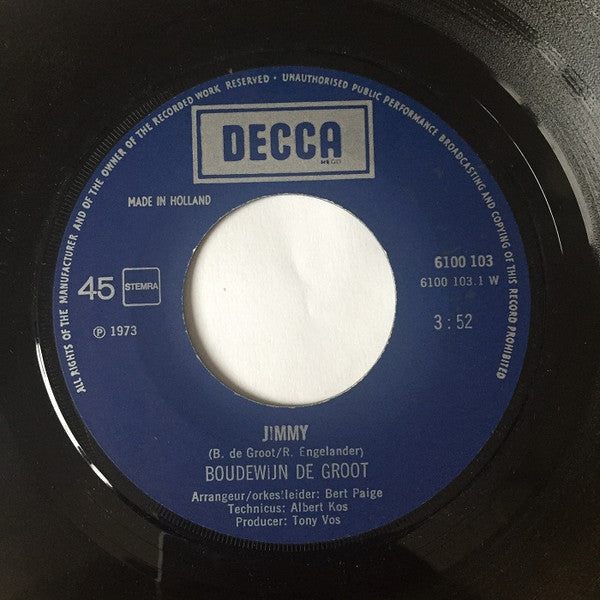 ALL RIGHTS OF THE MANUFACTURER AND OF THE OWNER OF THE RECORDED WORK RESERVED • UNAUTHORISED PUBLIC PERFORMANCE BROADCASTING AND COPYING OF THIS RECORD PROHIBITED
DECCA
MADE IN HOLLAND
6100 103
6100 103.1 W
45 STEMRA
℗ 1973
3:52
JIMMY
(B. de Groot/R. Engelander)
BOUDEWIJN DE GROOT
Arrangeur/orkestleider: Bert Paige
Technicus: Albert Kos
Producer: Tony Vos